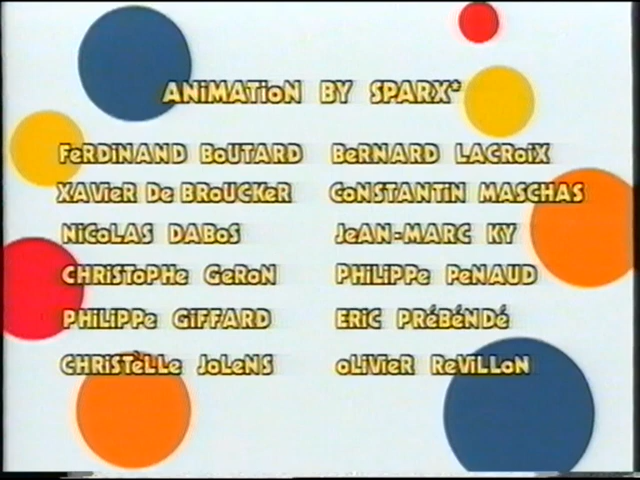 ANiMATioN BY SPARX*
FeRDiNAND BoUTARD BeRNARD LACRoiX
XAVieR De BRoUCKeR CoNSTANTiN MASCHAS
NiCoLAS DABoS JeAN-MARC KY
CHRiSToPHe GeRoN PHiLiPPe PeNAUD
PHiLiPPe GiFFARD ERiC PRéBéNDé
CHRiSTèLLe JoLeNS oLiVieR ReViLLoN